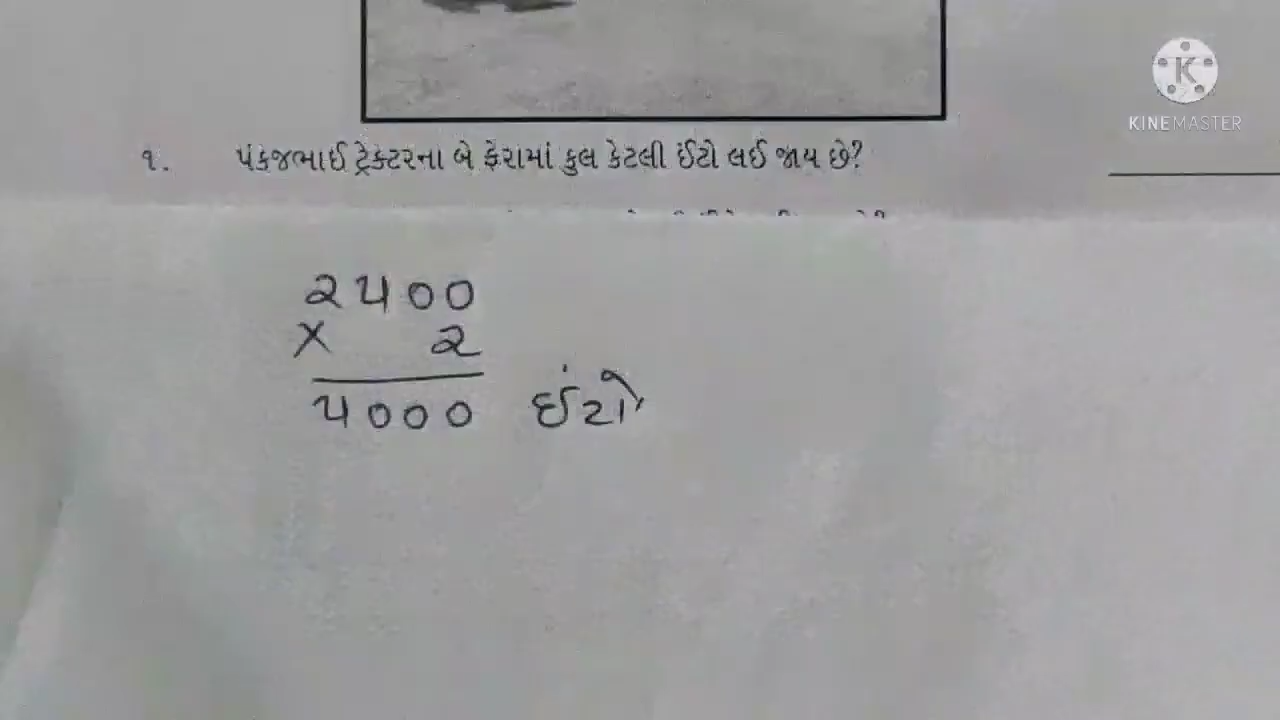 KINEMASTER
૧. પંકજભાઈ ટ્રેક્ટરના બે ફેરામાં કુલ કેટલી ઈંટો લઈ જાય છે?
૨૫૦૦
× ૨
૫૦૦૦ ઈંટો